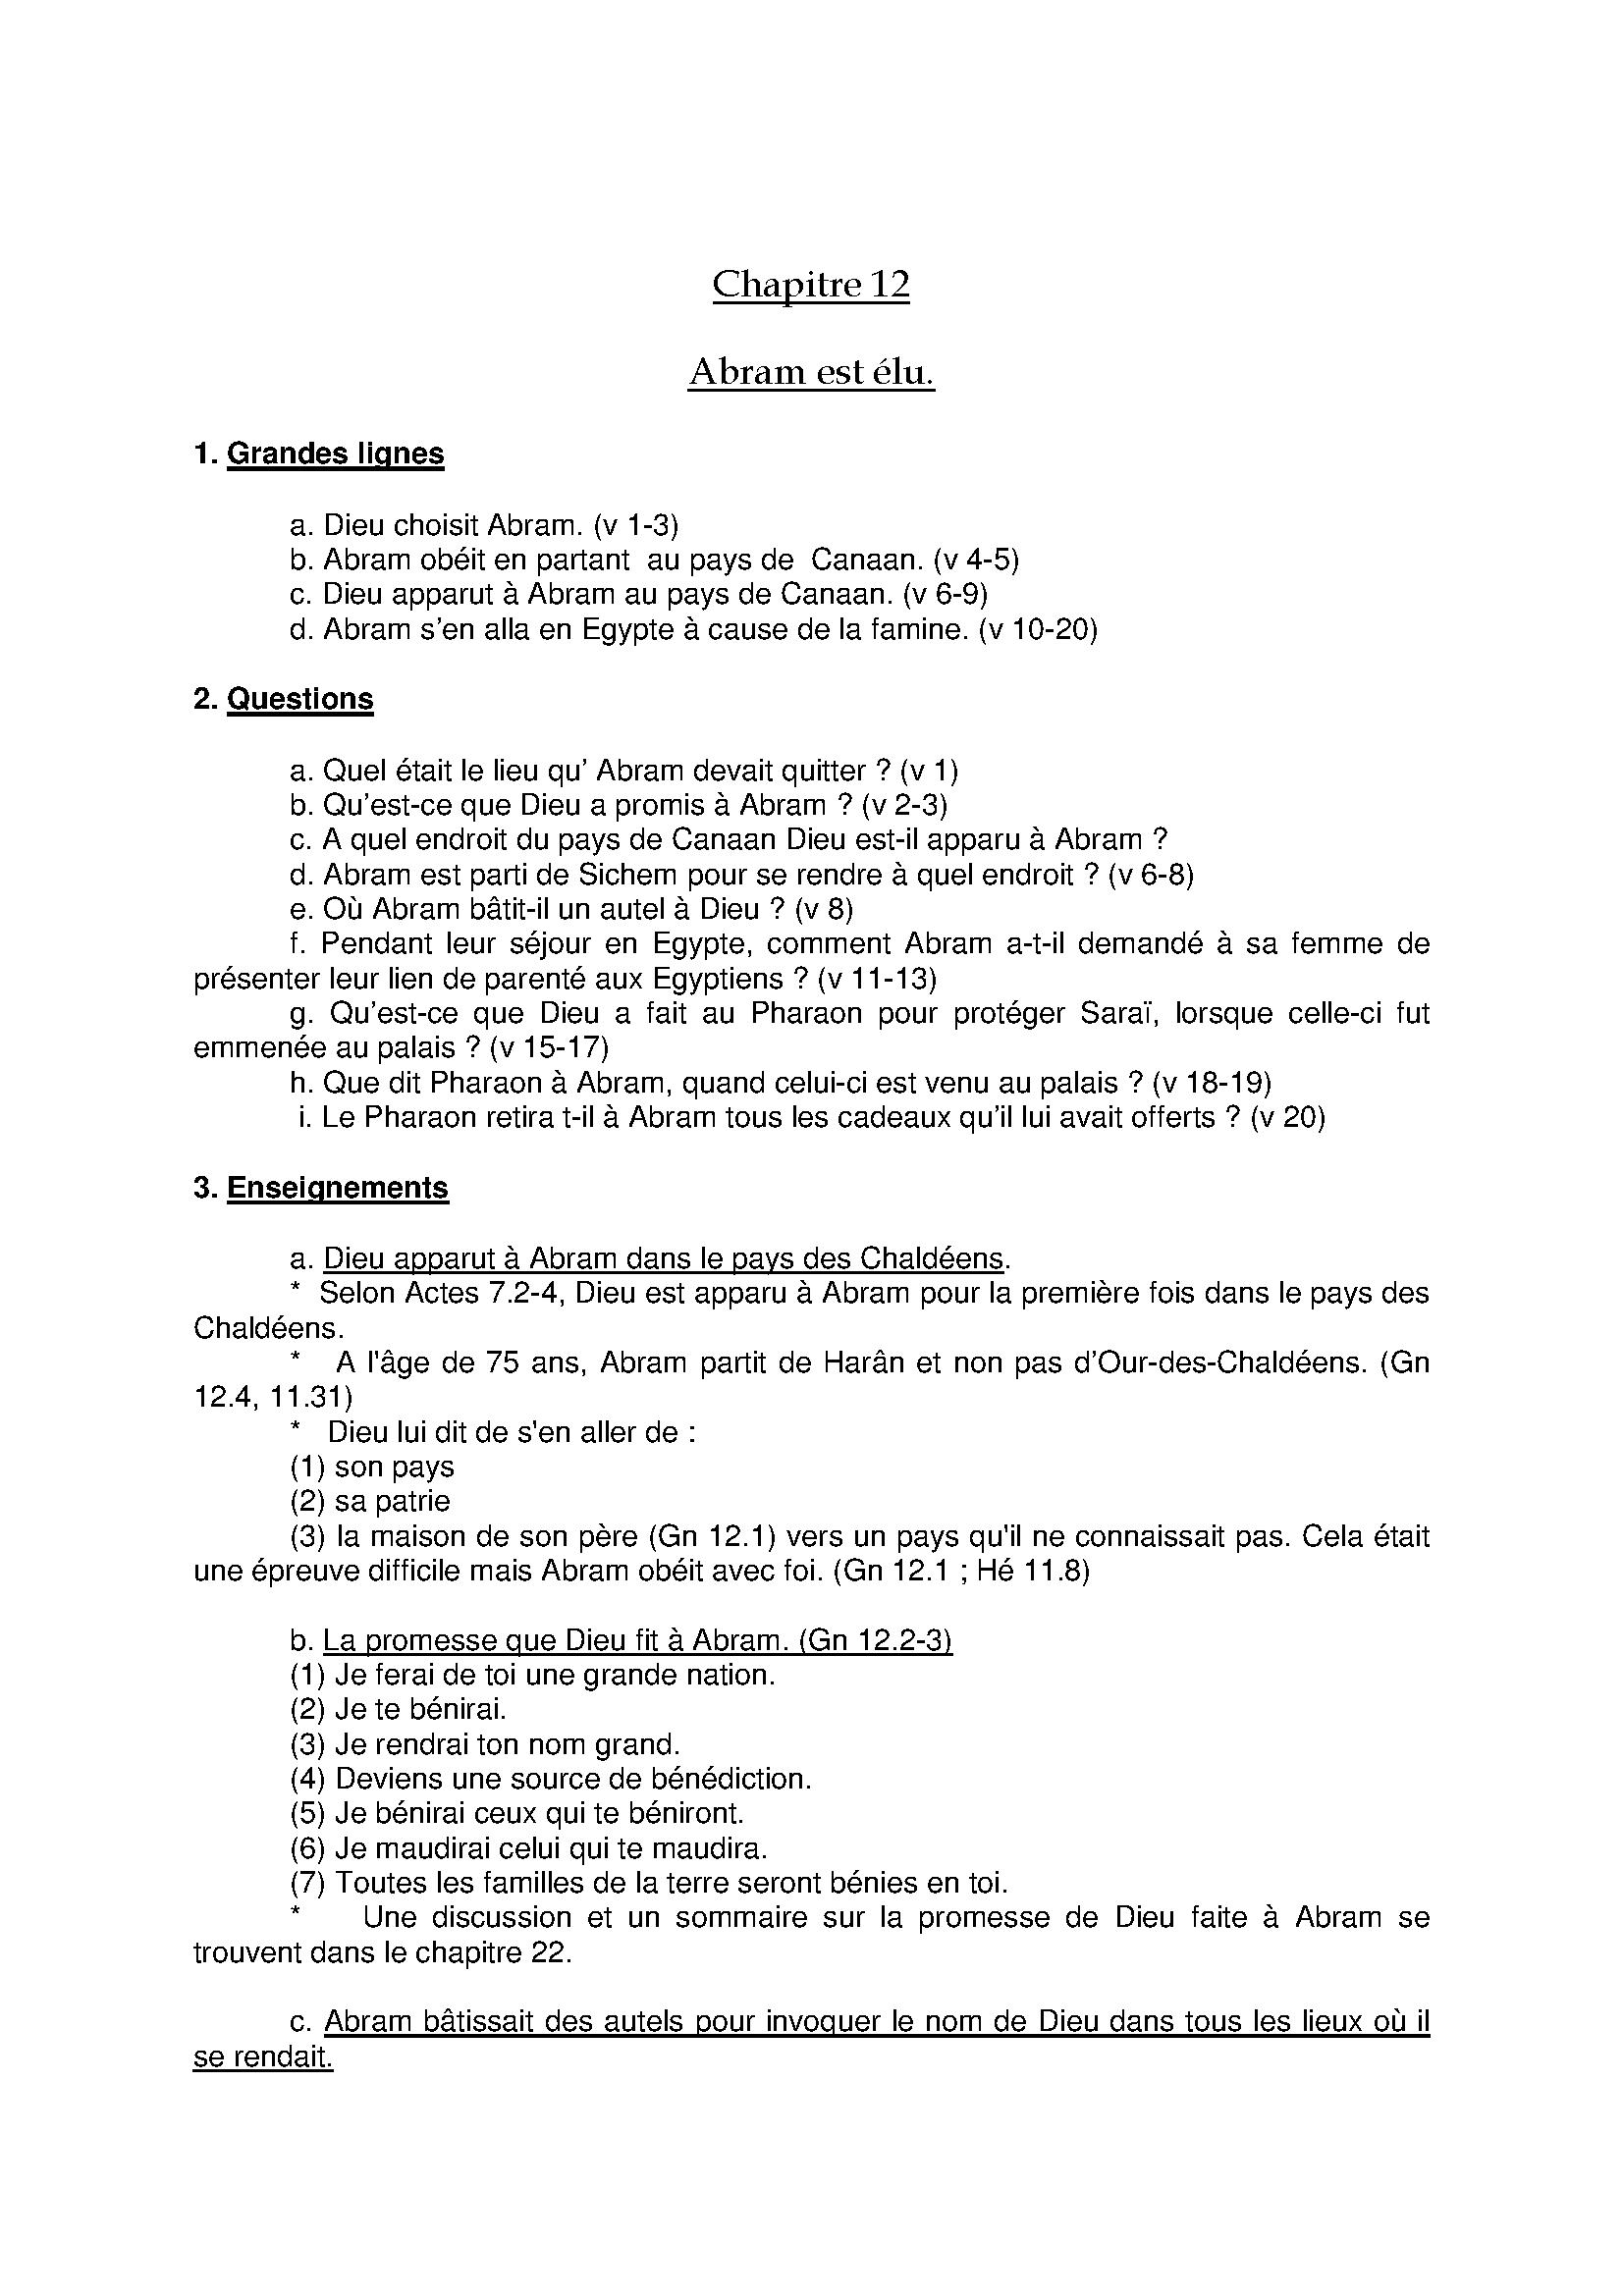 Chapitre 12
Abram est élu.
1. Grandes lignes
a. Dieu choisit Abram. (v 1-3)
b. Abram obéit en partant  au pays de  Canaan. (v 4-5)
c. Dieu apparut à Abram au pays de Canaan. (v 6-9)
d. Abram s’en alla en Egypte à cause de la famine. (v 10-20)
2. Questions
a. Quel était le lieu qu’ Abram devait quitter ? (v 1)
b. Qu’est-ce que Dieu a promis à Abram ? (v 2-3)
c. A quel endroit du pays de Canaan Dieu est-il apparu à Abram ?
d. Abram est parti de Sichem pour se rendre à quel endroit ? (v 6-8)
e. Où Abram bâtit-il un autel à Dieu ? (v 8)
f. Pendant leur séjour en Egypte, comment Abram a-t-il demandé à sa femme de
présenter leur lien de parenté aux Egyptiens ? (v 11-13)
g. Qu’est-ce que Dieu a fait au Pharaon pour protéger Saraï, lorsque celle-ci fut
emmenée au palais ? (v 15-17)
h. Que dit Pharaon à Abram, quand celui-ci est venu au palais ? (v 18-19)
i. Le Pharaon retira t-il à Abram tous les cadeaux qu’il lui avait offerts ? (v 20)
3. Enseignements
a. Dieu apparut à Abram dans le pays des Chaldéens.
*  Selon Actes 7.2-4, Dieu est apparu à Abram pour la première fois dans le pays des
Chaldéens.
*   A l'âge de 75 ans, Abram partit de Harân et non pas d’Our-des-Chaldéens. (Gn
12.4, 11.31)
*   Dieu lui dit de s'en aller de :
(1) son pays
(2) sa patrie
(3) la maison de son père (Gn 12.1) vers un pays qu'il ne connaissait pas. Cela était
une épreuve difficile mais Abram obéit avec foi. (Gn 12.1 ; Hé 11.8)
b. La promesse que Dieu fit à Abram. (Gn 12.2-3)
(1) Je ferai de toi une grande nation.
(2) Je te bénirai.
(3) Je rendrai ton nom grand.
(4) Deviens une source de bénédiction.
(5) Je bénirai ceux qui te béniront.
(6) Je maudirai celui qui te maudira.
(7) Toutes les familles de la terre seront bénies en toi.
*    Une discussion et un sommaire sur la promesse de Dieu faite à Abram se
trouvent dans le chapitre 22.
c. Abram bâtissait des autels pour invoquer le nom de Dieu dans tous les lieux où il
se rendait.